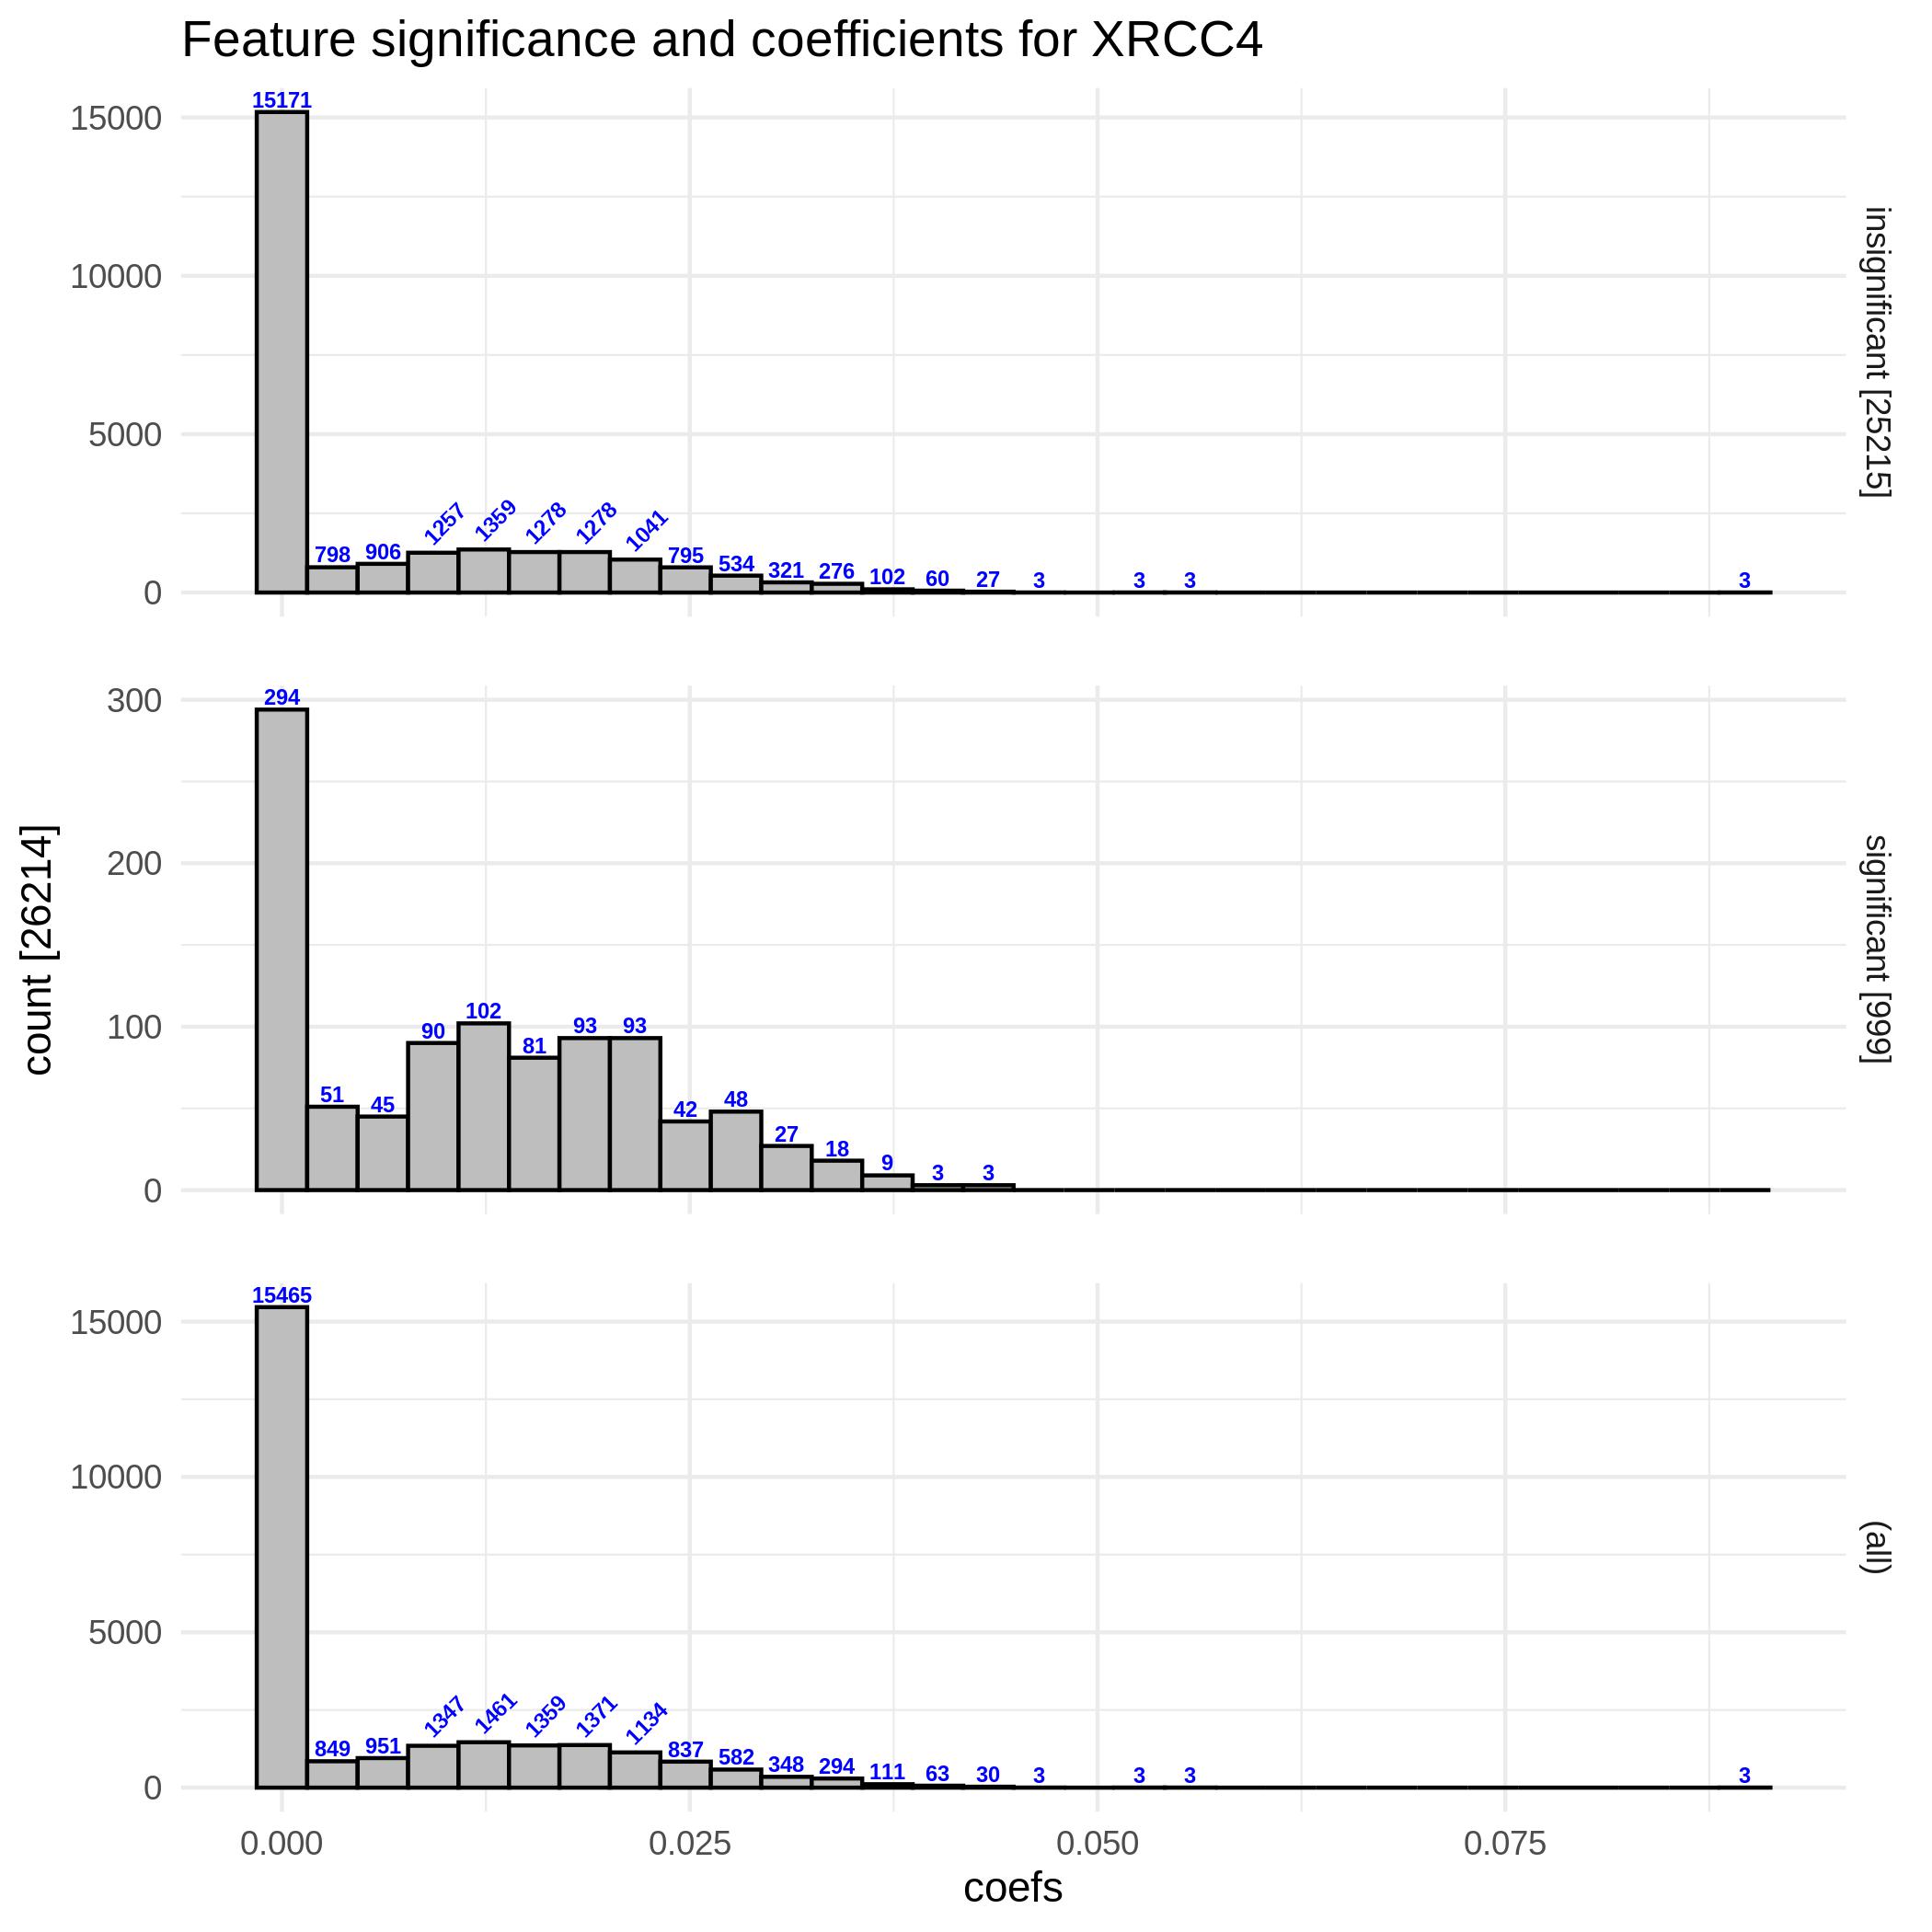 Feature significance and coefficients for XRCC4
15171
15000
10000
5000
0
798 906 1257 1359 1278 1278 1041 795 534 321 276 102 60 27 3 3 3 3
insignificant [25215]
294
300
200
100
0
51 45 90 102 81 93 93 42 48 27 18 9 3 3
significant [999]
count [26214]
15465
15000
10000
5000
0
849 951 1347 1461 1359 1371 1134 837 582 348 294 111 63 30 3 3 3 3
(all)
0.000 0.025 0.050 0.075
coefs